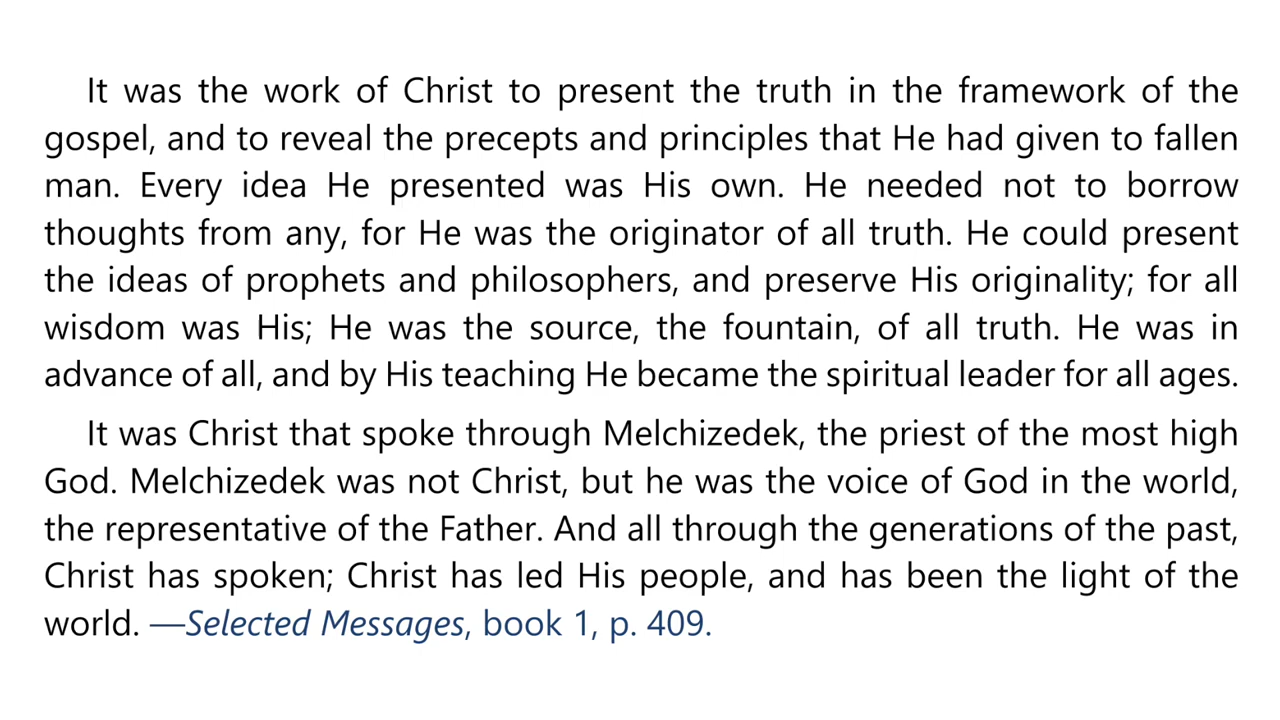 It was the work of Christ to present the truth in the framework of the
gospel, and to reveal the precepts and principles that He had given to fallen
man. Every idea He presented was His own. He needed not to borrow
thoughts from any, for He was the originator of all truth. He could present
the ideas of prophets and philosophers, and preserve His originality; for all
wisdom was His; He was the source, the fountain, of all truth. He was in
advance of all, and by His teaching He became the spiritual leader for all ages.
It was Christ that spoke through Melchizedek, the priest of the most high
God. Melchizedek was not Christ, but he was the voice of God in the world,
the representative of the Father. And all through the generations of the past,
Christ has spoken; Christ has led His people, and has been the light of the
world. —Selected Messages, book 1, p. 409.